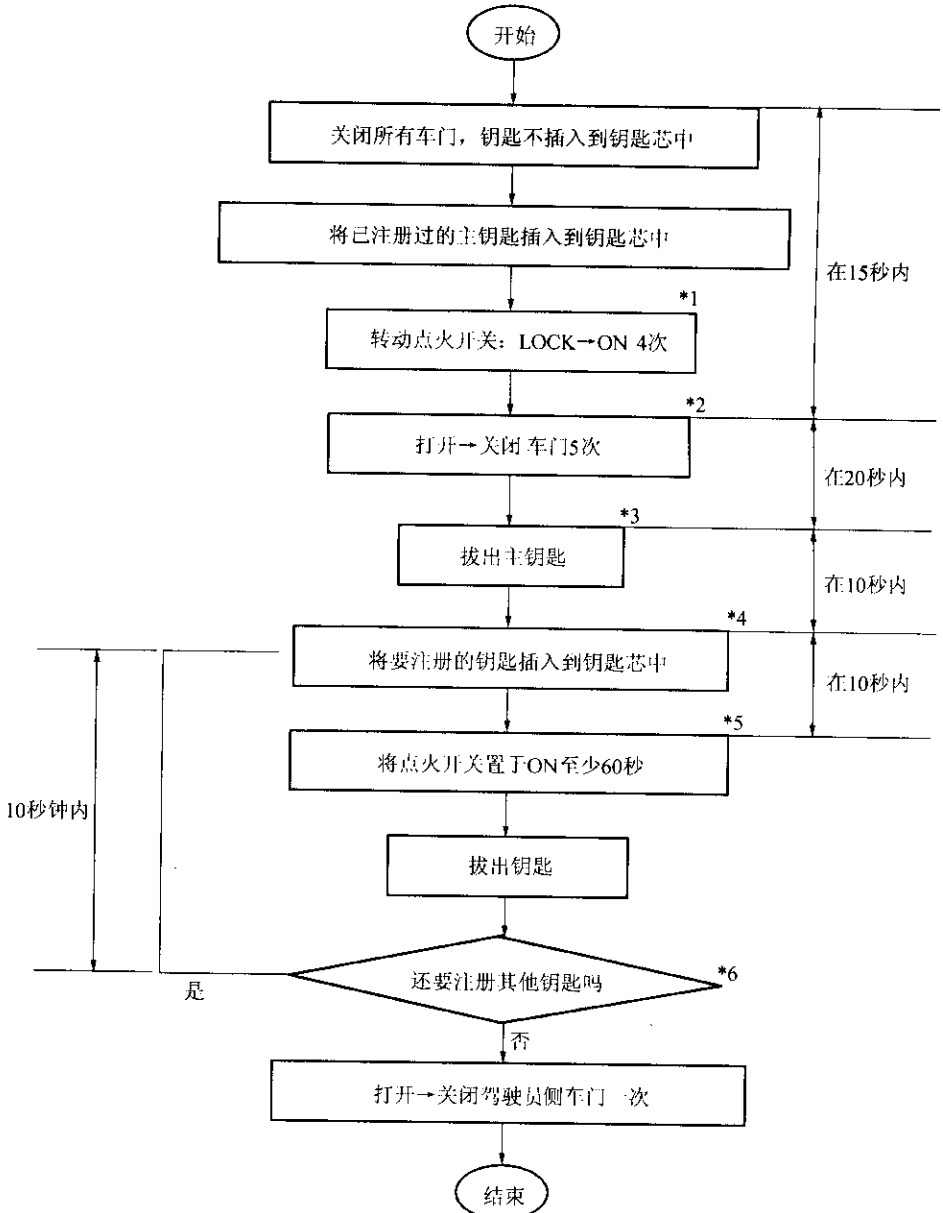 开始
关闭所有车门，钥匙不插入到钥匙芯中
将已注册过的主钥匙插入到钥匙芯中
在15秒内
*1
转动点火开关：LOCK→ON 4次
*2
打开→关闭 车门5次
在20秒内
*3
拔出主钥匙
在10秒内
*4
将要注册的钥匙插入到钥匙芯中
在10秒内
*5
将点火开关置于ON至少60秒
10秒钟内
拔出钥匙
还要注册其他钥匙吗
*6
是
否
打开→关闭驾驶员侧车门一次
结束